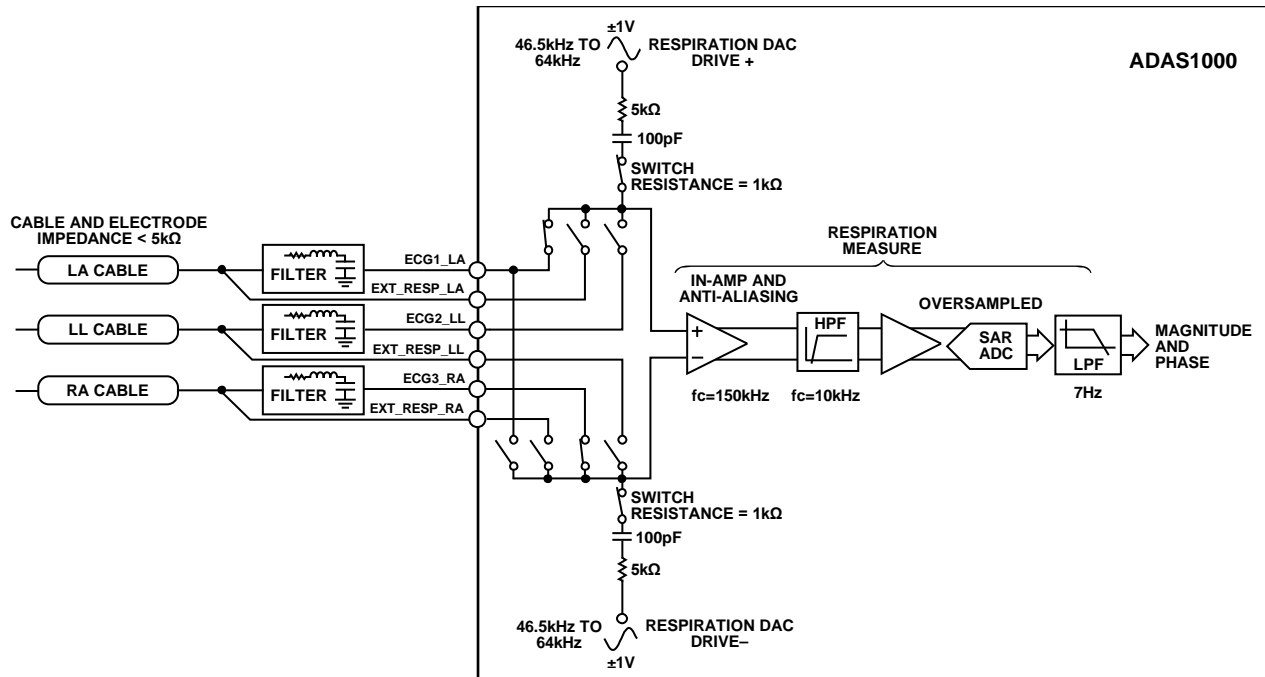 ±1V
46.5kHz TO
64kHz
RESPIRATION DAC
DRIVE +
ADAS1000
5kΩ
100pF
SWITCH
RESISTANCE = 1kΩ
CABLE AND ELECTRODE
IMPEDANCE < 5kΩ
LA CABLE
FILTER
ECG1_LA
EXT_RESP_LA
LL CABLE
FILTER
ECG2_LL
EXT_RESP_LL
RA CABLE
FILTER
ECG3_RA
EXT_RESP_RA
RESPIRATION
MEASURE
IN-AMP AND
ANTI-ALIASING
+
–
fc=150kHz
HPF
fc=10kHz
OVERSAMPLED
SAR
ADC
LPF
7Hz
MAGNITUDE
AND
PHASE
SWITCH
RESISTANCE = 1kΩ
100pF
5kΩ
46.5kHz TO
64kHz
RESPIRATION DAC
DRIVE–
±1V